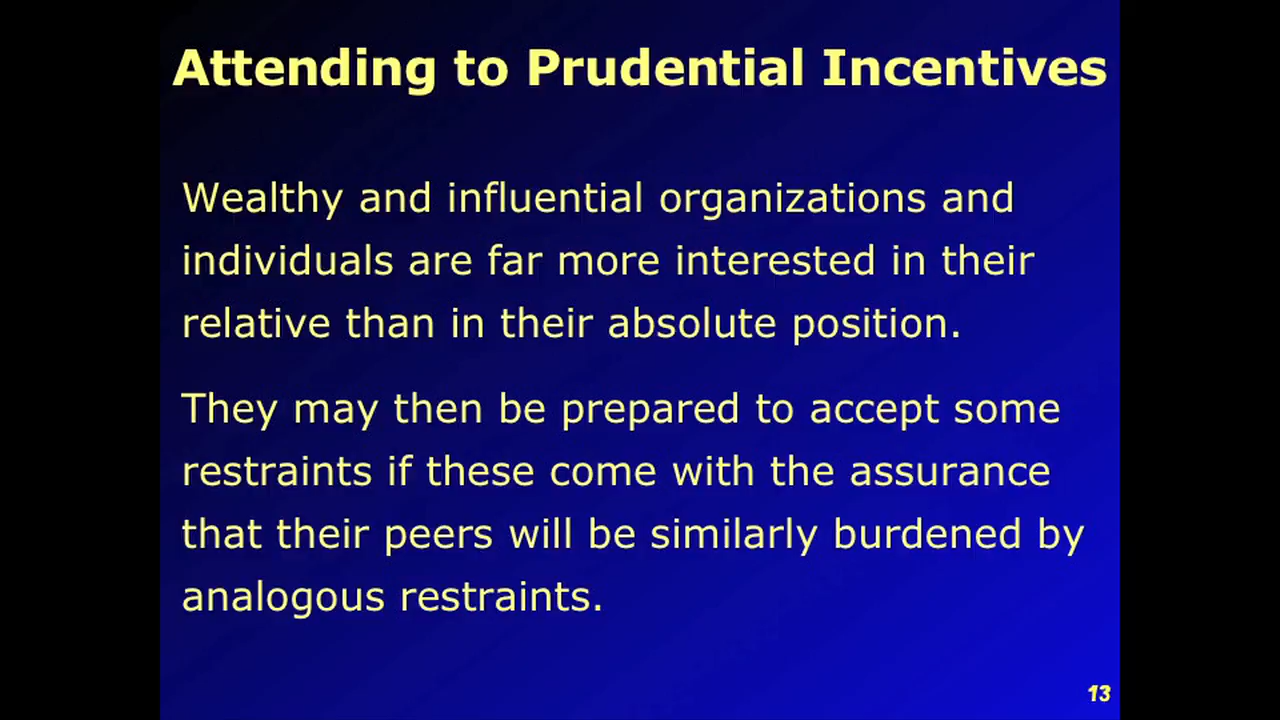 Attending to Prudential Incentives
Wealthy and influential organizations and
individuals are far more interested in their
relative than in their absolute position.
They may then be prepared to accept some
restraints if these come with the assurance
that their peers will be similarly burdened by
analogous restraints.
13